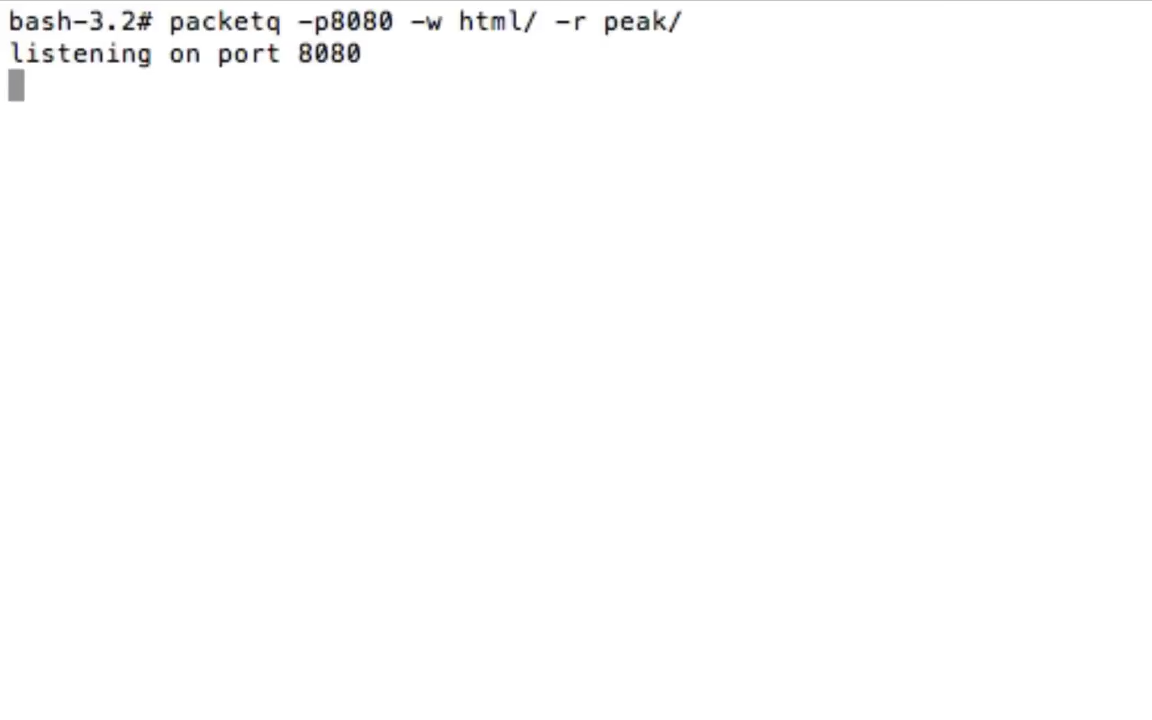 bash-3.2# packetq -p8080 -w html/ -r peak/
listening on port 8080